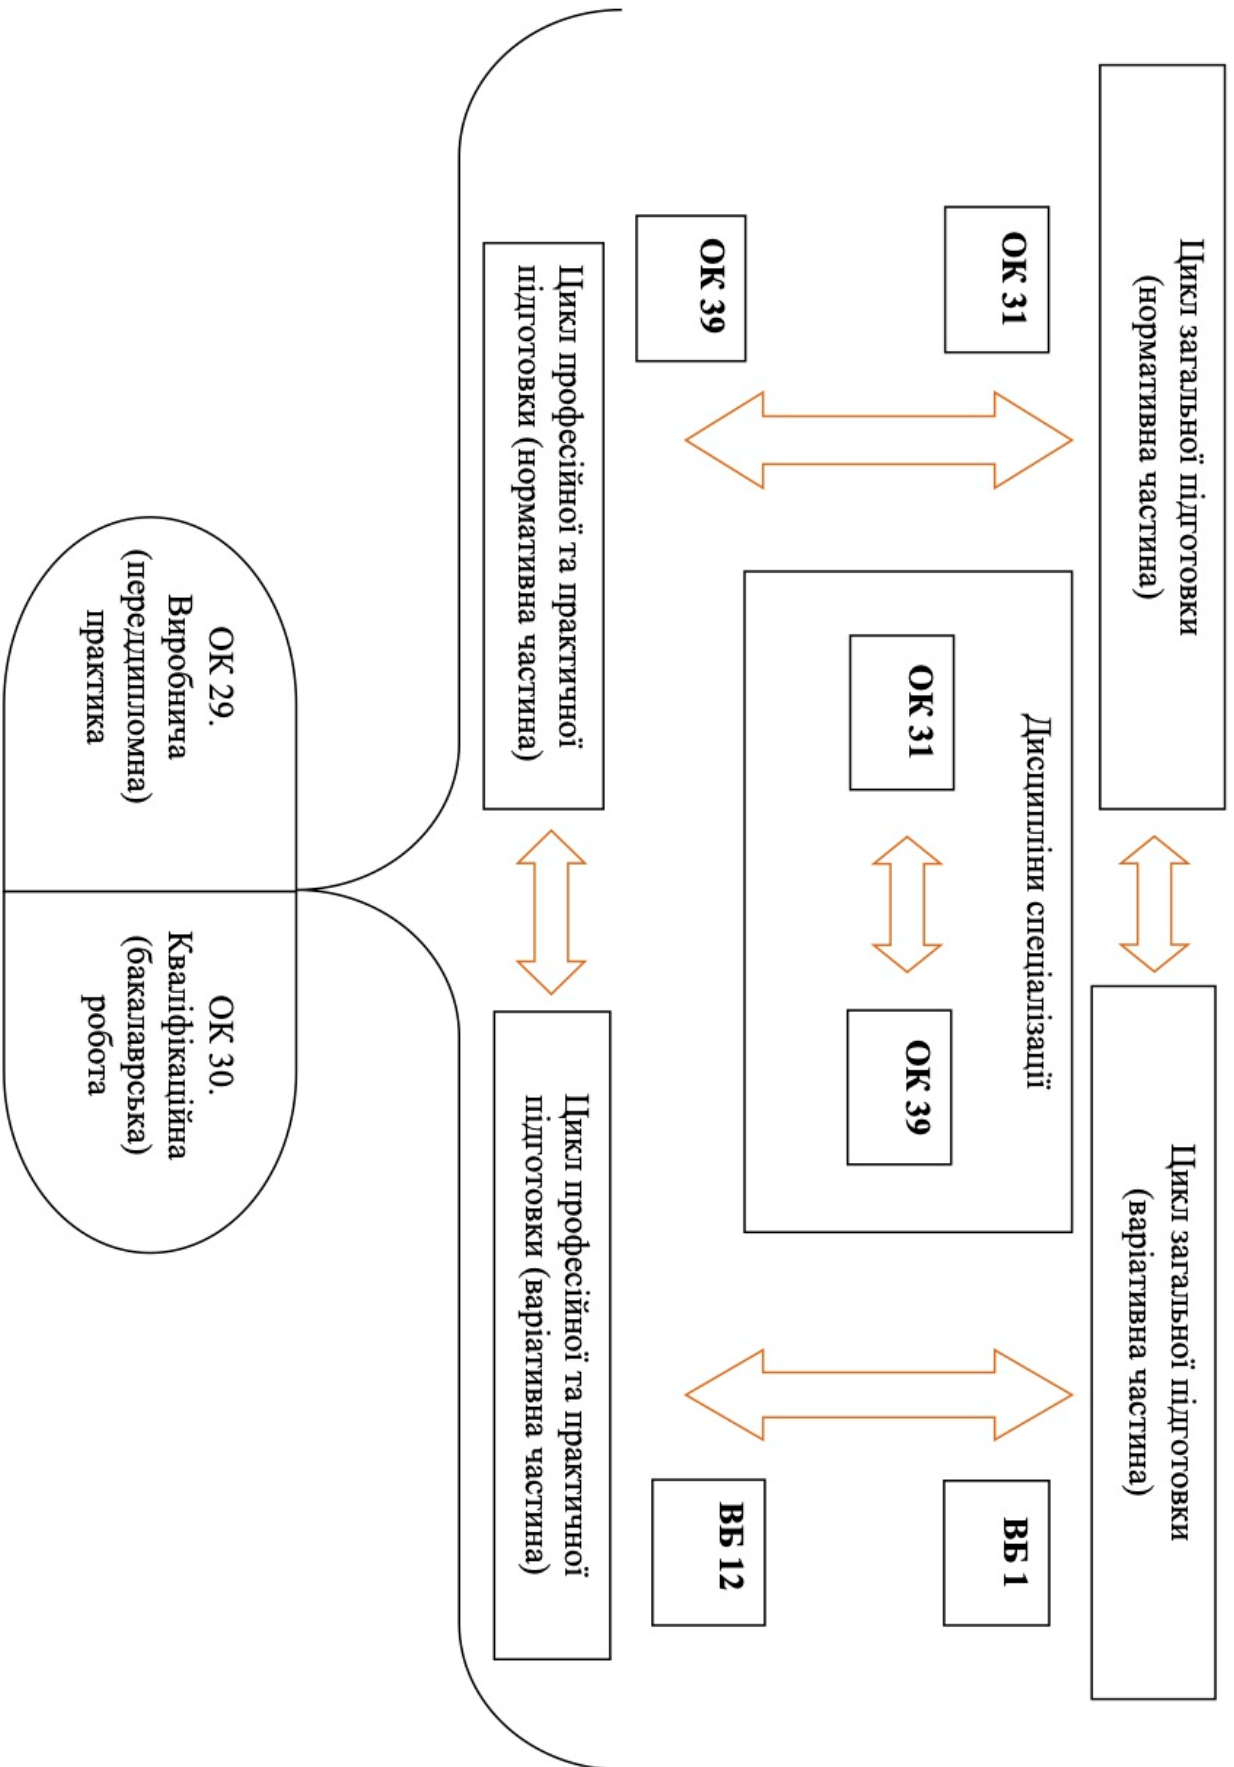 Цикл загальної підготовки
(нормативна частина)
Цикл загальної підготовки
(варіативна частина)
ОК 31
Дисципліни спеціалізації
ОК 31
ОК 39
ВБ 1
ОК 39
ВБ 12
Цикл професійної та практичної
підготовки (нормативна частина)
Цикл професійної та практичної
підготовки (варіативна частина)
ОК 29.
Виробнича
(переддипломна)
практика
ОК 30.
Кваліфікаційна
(бакалаврська)
робота